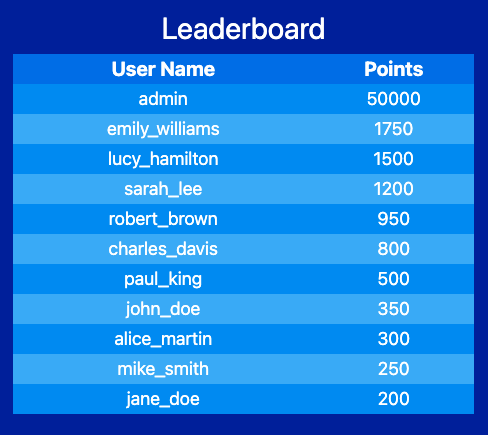 Leaderboard
User Name Points
admin 50000
emily_williams 1750
lucy_hamilton 1500
sarah_lee 1200
robert_brown 950
charles_davis 800
paul_king 500
john_doe 350
alice_martin 300
mike_smith 250
jane_doe 200